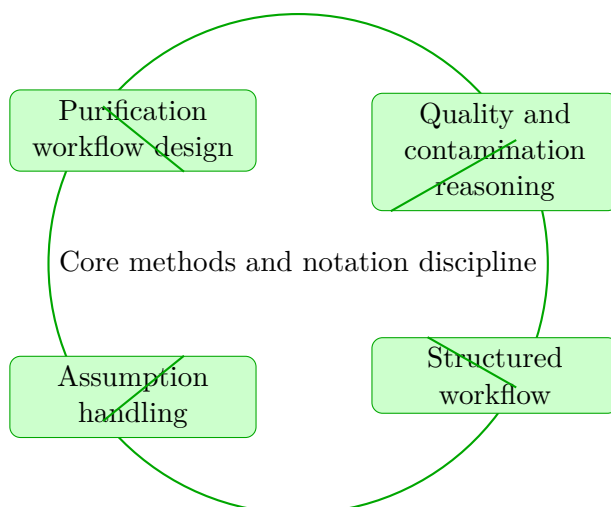 Purification
workflow design
Quality and
contamination
reasoning
Core methods and notation discipline
Assumption
handling
Structured
workflow